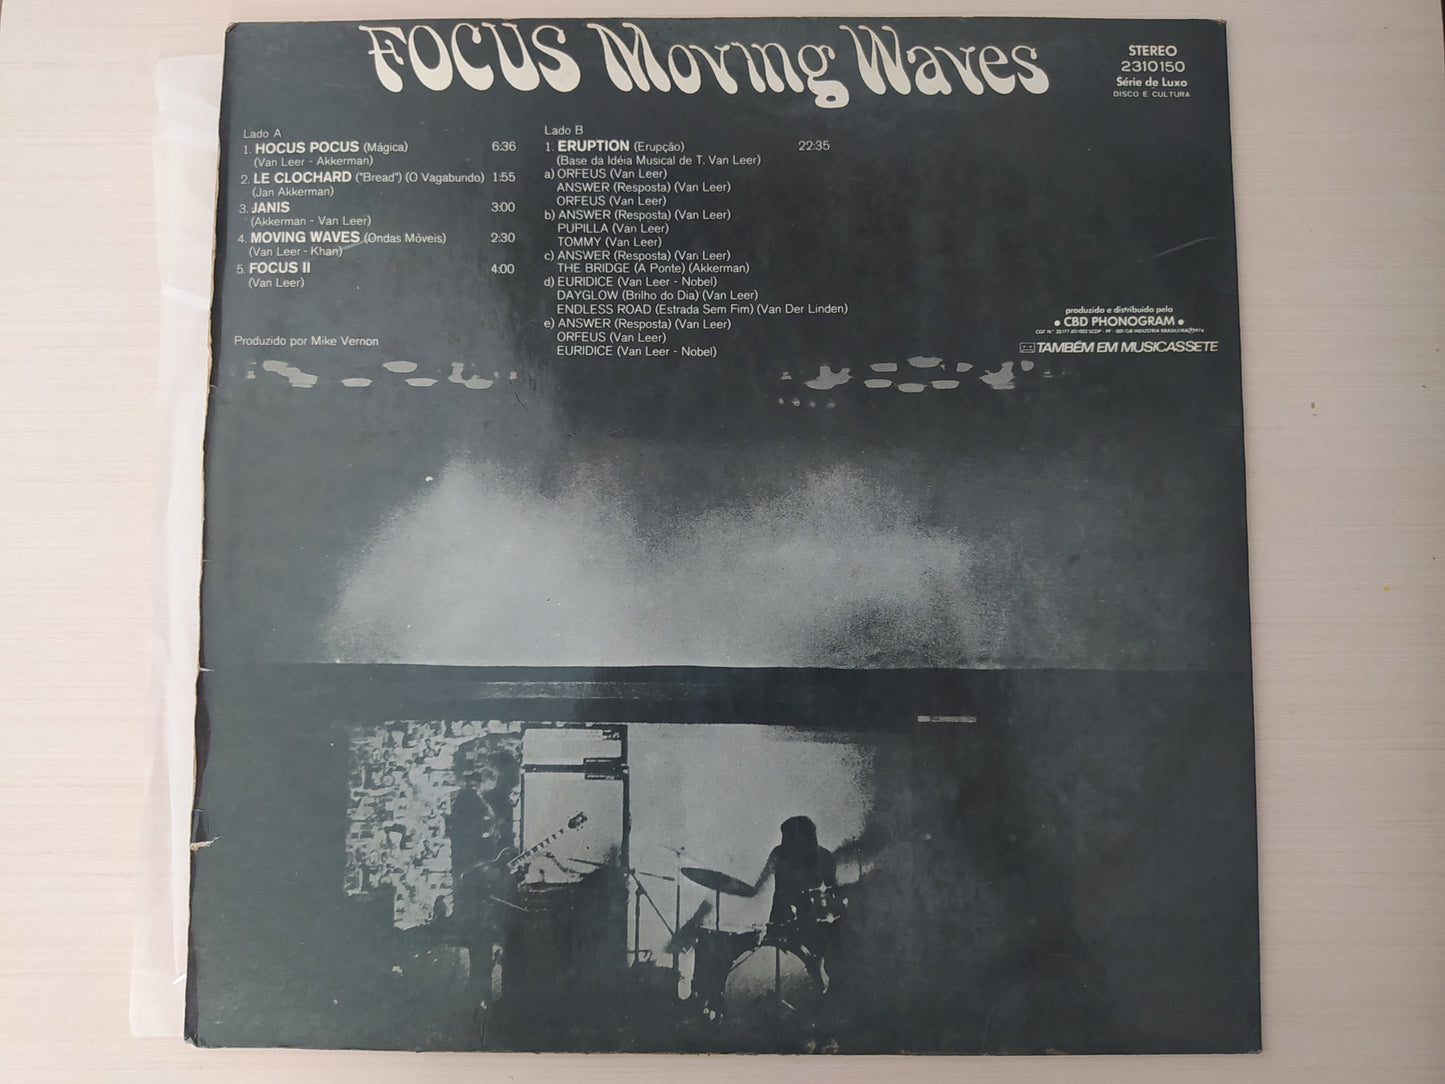 FOCUS Moving Waves
STEREO
2310150
Série de Luxo
DISCO E CULTURA
Lado A
1. HOCUS POCUS (Mágica) 6:36
(Van Leer - Akkerman)
2. LE CLOCHARD ("Bread") (O Vagabundo) 1:55
(Jan Akkerman)
3. JANIS 3:00
(Akkerman - Van Leer)
4. MOVING WAVES (Ondas Móveis) 2:30
(Van Leer - Khan)
5. FOCUS II 4:00
(Van Leer)
Produzido por Mike Vernon
Lado B
1. ERUPTION (Erupção) 22:35
(Base da Idéia Musical de T. Van Leer)
a) ORFEUS (Van Leer)
ANSWER (Resposta) (Van Leer)
ORFEUS (Van Leer)
b) ANSWER (Resposta) (Van Leer)
PUPILLA (Van Leer)
TOMMY (Van Leer)
c) ANSWER (Resposta) (Van Leer)
THE BRIDGE (A Ponte) (Akkerman)
d) EURIDICE (Van Leer - Nobel)
DAYGLOW (Brilho do Dia) (Van Leer)
ENDLESS ROAD (Estrada Sem Fim) (Van Der Linden)
e) ANSWER (Resposta) (Van Leer)
ORFEUS (Van Leer)
EURIDICE (Van Leer - Nobel)
produzido e distribuido pela
• CBD PHONOGRAM •
INDUSTRIA BRASILEIRA
TAMBÉM EM MUSICASSETE